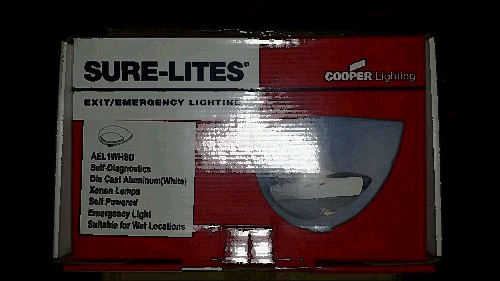 SURE-LITES®
COOPER Lighting
EXIT/EMERGENCY LIGHTING
AEL1WHSD
Self-Diagnostics
Die Cast Aluminum(White)
Xenon Lamps
Self Powered
Emergency Light
Suitable for Wet Locations